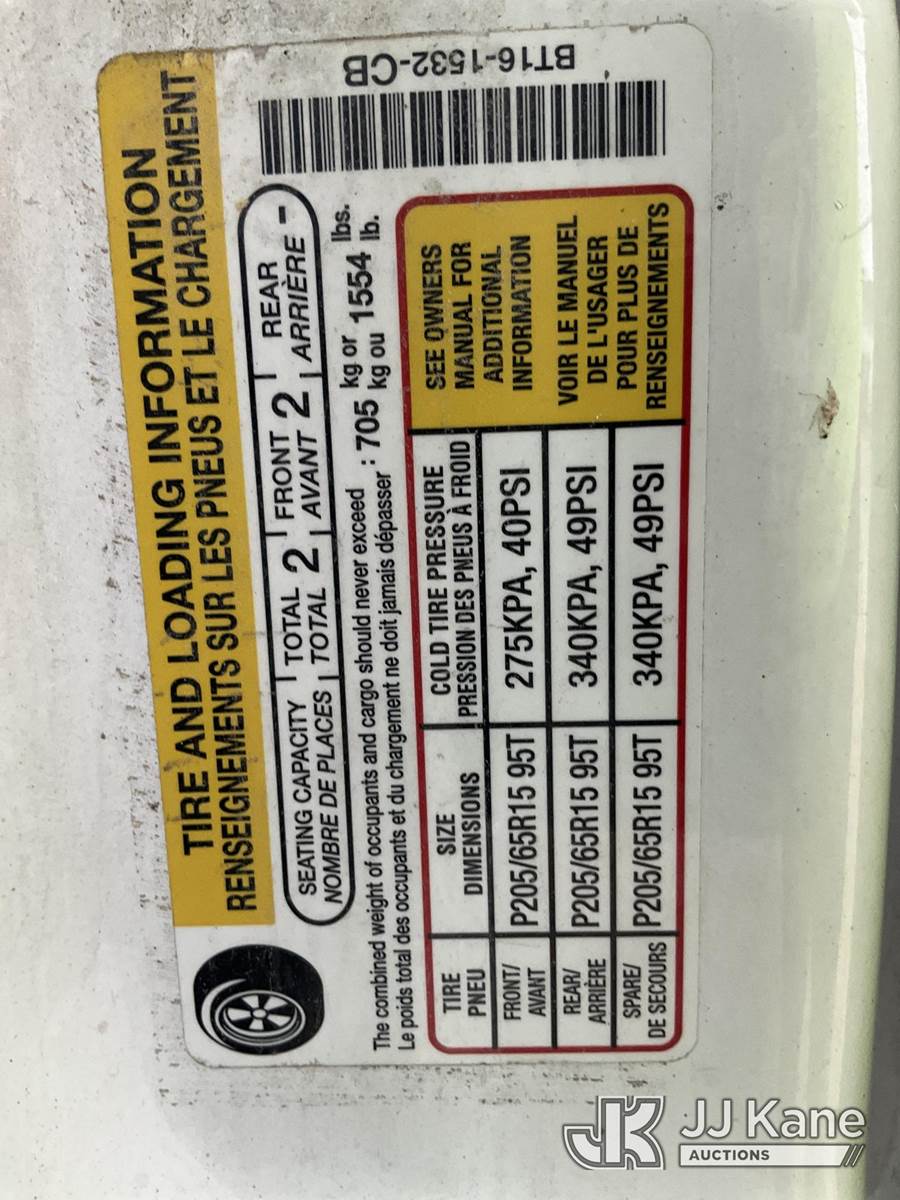 TIRE AND LOADING INFORMATION
RENSEIGNEMENTS SUR LES PNEUS ET LE CHARGEMENT
SEATING CAPACITY | TOTAL 2 | FRONT 2 | REAR -
NOMBRE DE PLACES | TOTAL | AVANT | ARRIÈRE
The combined weight of occupants and cargo should never exceed : 705 kg or 1554 lbs.
Le poids total des occupants et du chargement ne doit jamais dépasser kg ou lb.
TIRE SIZE COLD TIRE PRESSURE
PNEU DIMENSIONS PRESSION DES PNEUS À FROID
FRONT/
AVANT P205/65R15 95T 275KPA, 40PSI
REAR/
ARRIÈRE P205/65R15 95T 340KPA, 49PSI
SPARE/
DE SECOURS P205/65R15 95T 340KPA, 49PSI
SEE OWNERS
MANUAL FOR
ADDITIONAL
INFORMATION
VOIR LE MANUEL
DE L'USAGER
POUR PLUS DE
RENSEIGNEMENTS
BT16-1532-CB
JK JJ Kane
AUCTIONS